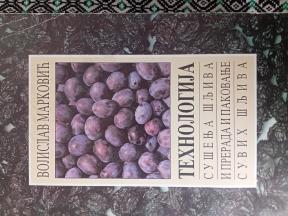 ВОЈИСЛАВ МАРКОВИЋ
ТЕХНОЛОГИЈА
СУШЕЊА ШЉИВА
И ПРЕРАДА И ПАКОВАЊЕ
СУВИХ ШЉИВА